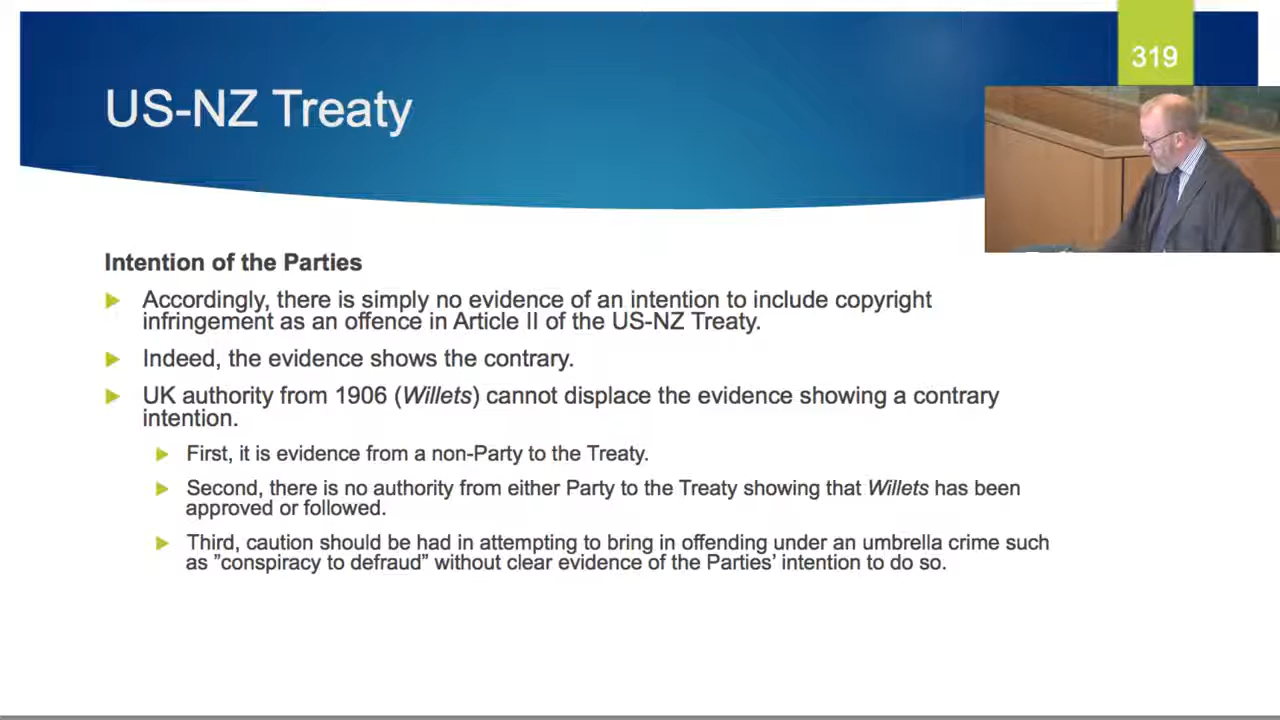 319
US-NZ Treaty
Intention of the Parties
Accordingly, there is simply no evidence of an intention to include copyright
infringement as an offence in Article II of the US-NZ Treaty.
Indeed, the evidence shows the contrary.
UK authority from 1906 (Willets) cannot displace the evidence showing a contrary
intention.
First, it is evidence from a non-Party to the Treaty.
Second, there is no authority from either Party to the Treaty showing that Willets has been
approved or followed.
Third, caution should be had in attempting to bring in offending under an umbrella crime such
as ”conspiracy to defraud” without clear evidence of the Parties’ intention to do so.